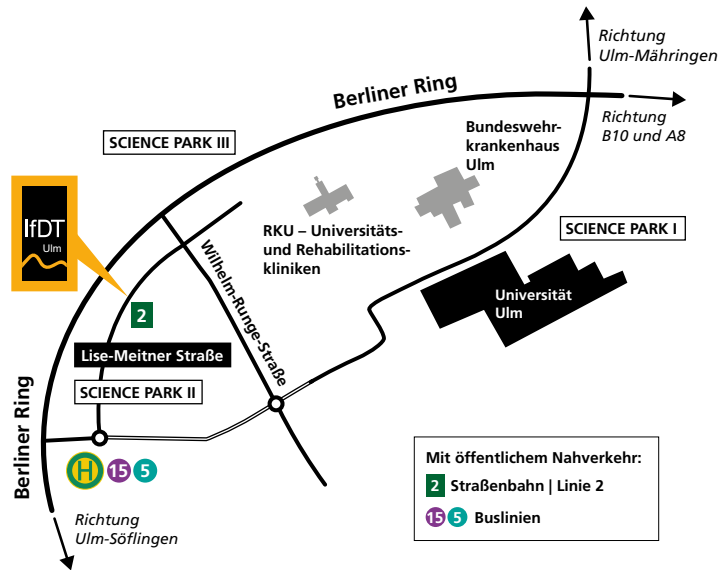 Richtung
Ulm-Mähringen
Berliner Ring
Richtung
B10 und A8
Bundeswehr-
krankenhaus
Ulm
SCIENCE PARK III
IfDT
Ulm
RKU – Universitäts-
und Rehabilitations-
kliniken
SCIENCE PARK I
Wilhelm-Runge-Straße
Universität
Ulm
2
Lise-Meitner Straße
SCIENCE PARK II
Berliner Ring
H 15 5
Richtung
Ulm-Söflingen
Mit öffentlichem Nahverkehr:
2 Straßenbahn | Linie 2
15 5 Buslinien